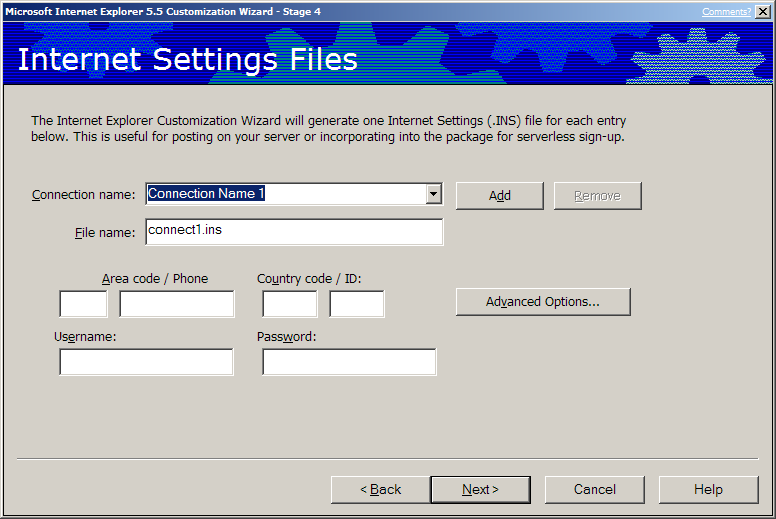 Microsoft Internet Explorer 5.5 Customization Wizard - Stage 4
Comments?
Internet Settings Files
The Internet Explorer Customization Wizard will generate one Internet Settings (.INS) file for each entry
below. This is useful for posting on your server or incorporating into the package for serverless sign-up.
Connection name:
Connection Name 1
Add
Remove
File name:
connect1.ins
Area code / Phone
Country code / ID:
Advanced Options...
Username:
Password:
< Back
Next >
Cancel
Help